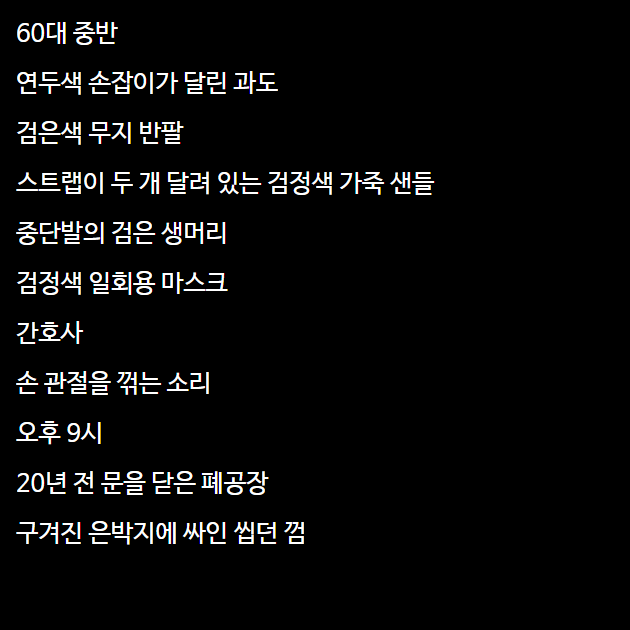 60대 중반
연두색 손잡이가 달린 과도
검은색 무지 반팔
스트랩이 두 개 달려 있는 검정색 가죽 샌들
중단발의 검은 생머리
검정색 일회용 마스크
간호사
손 관절을 꺾는 소리
오후 9시
20년 전 문을 닫은 폐공장
구겨진 은박지에 싸인 씹던 껌